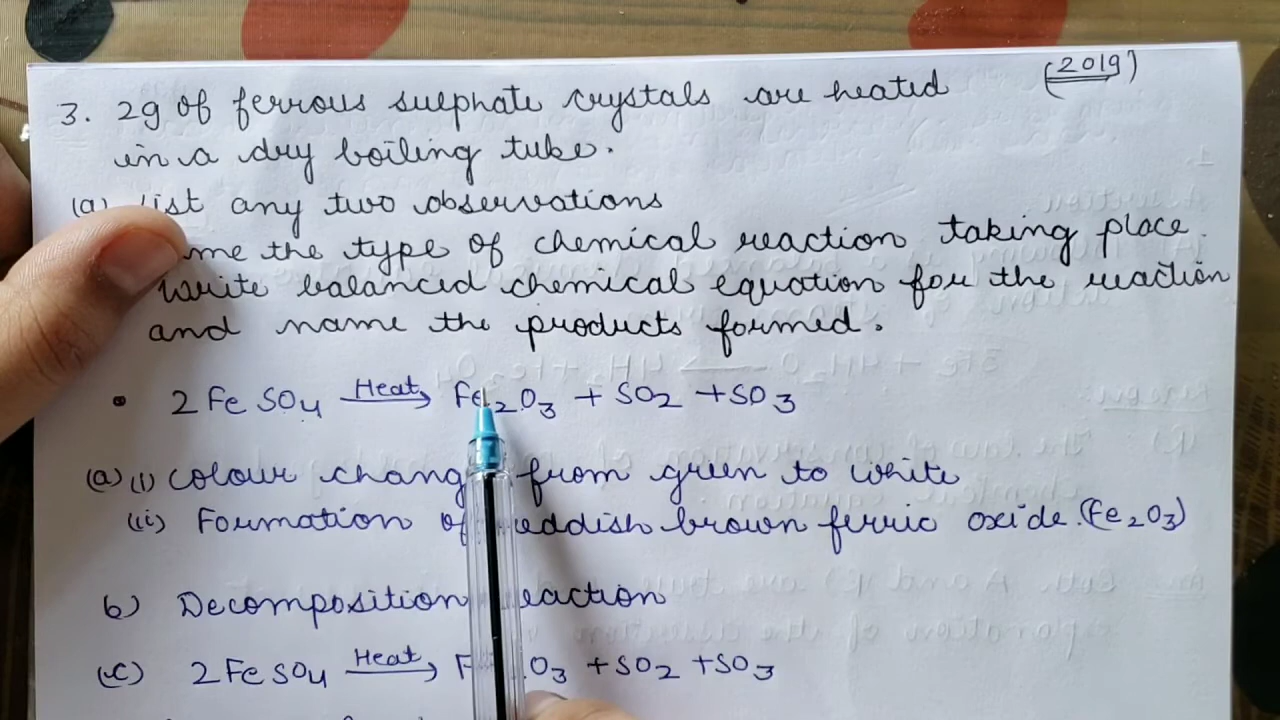 (2019)
3. 2g of ferrous sulphate crystals are heated
in a dry boiling tube.
(a) List any two observations
the type of chemical reaction taking place.
write balanced chemical equation for the reaction
and name the products formed.
• 2FeSO4 Heat→ Fe2O3 + SO2 + SO3
(a) (i) Colour change from green to white
(ii) Formation of reddish brown ferric oxide. (Fe2O3)
b) Decomposition reaction
(c) 2FeSO4 Heat→ Fe2O3 + SO2 + SO3